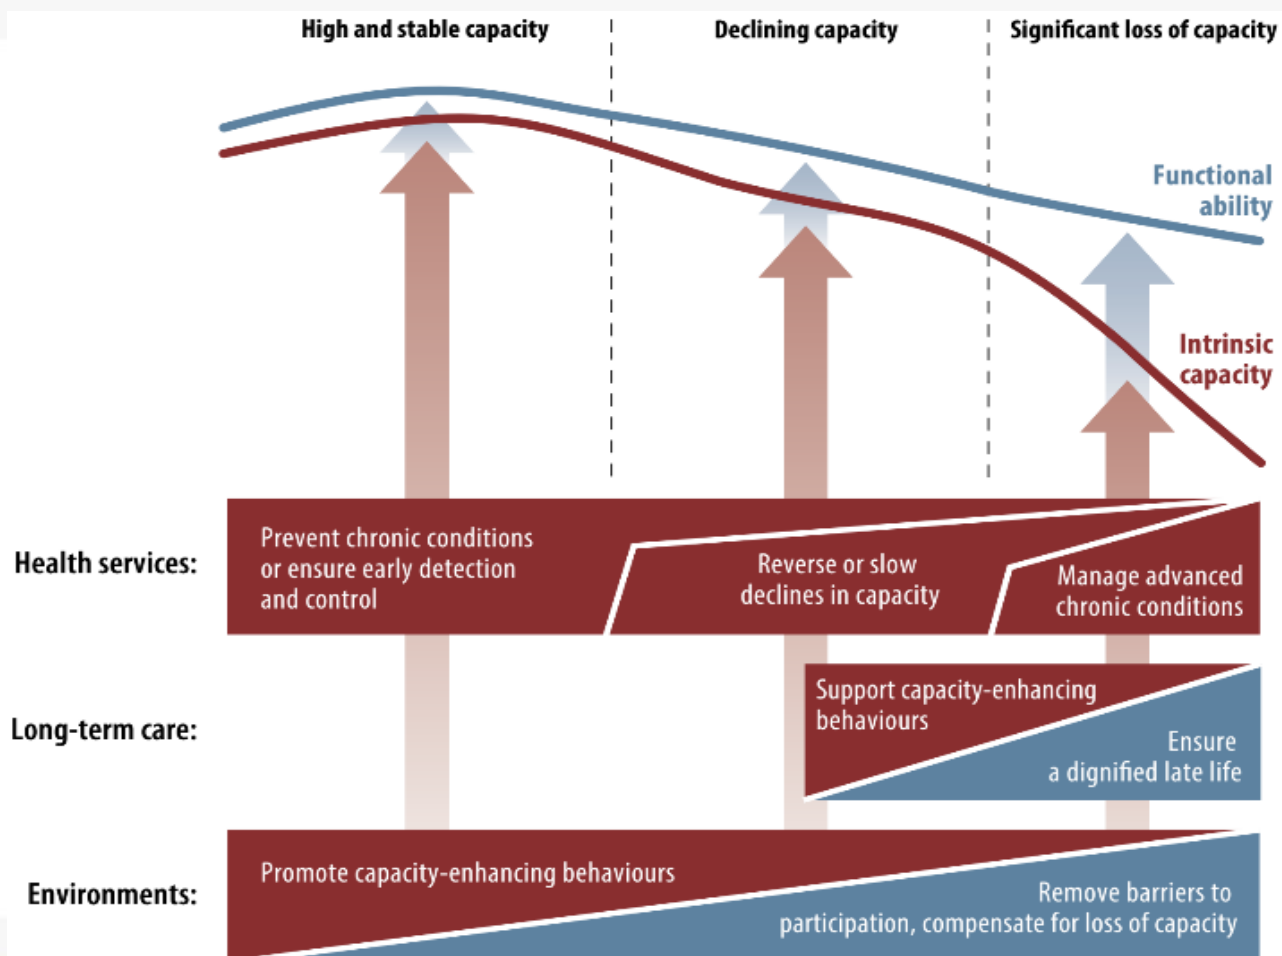 High and stable capacity
Declining capacity
Significant loss of capacity
Functional
ability
Intrinsic
capacity
Health services:
Prevent chronic conditions
or ensure early detection
and control
Reverse or slow
declines in capacity
Manage advanced
chronic conditions
Long-term care:
Support capacity-enhancing
behaviours
Ensure
a dignified late life
Environments:
Promote capacity-enhancing behaviours
Remove barriers to
participation, compensate for loss of capacity